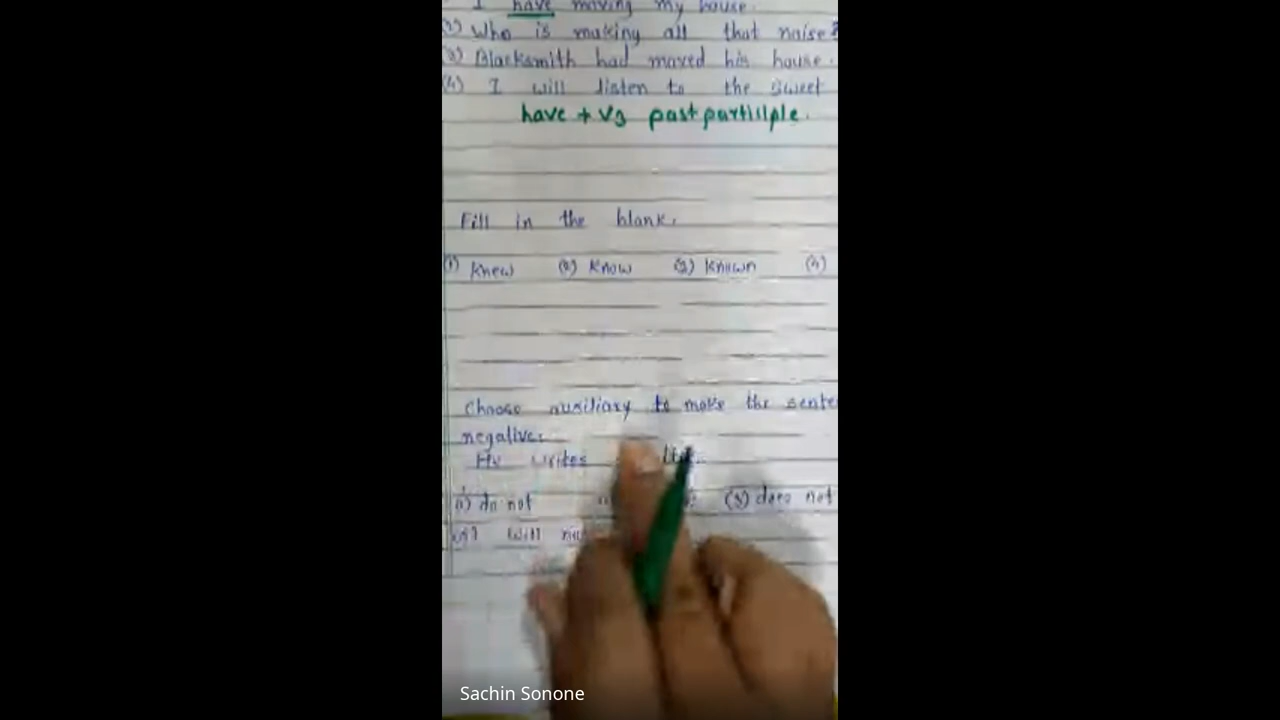 I have moving my house.
(2) Who is making all that noise?
(3) Blacksmith had moved his house.
(4) I will listen to the sweet
have + V3 past partiliple.
Fill in the blank.
(1) Knew (2) Know (3) Known (4)
Choose auxiliary to make the sente
negative:
He writes
(1) do not (3) does not
will
Sachin Sonone